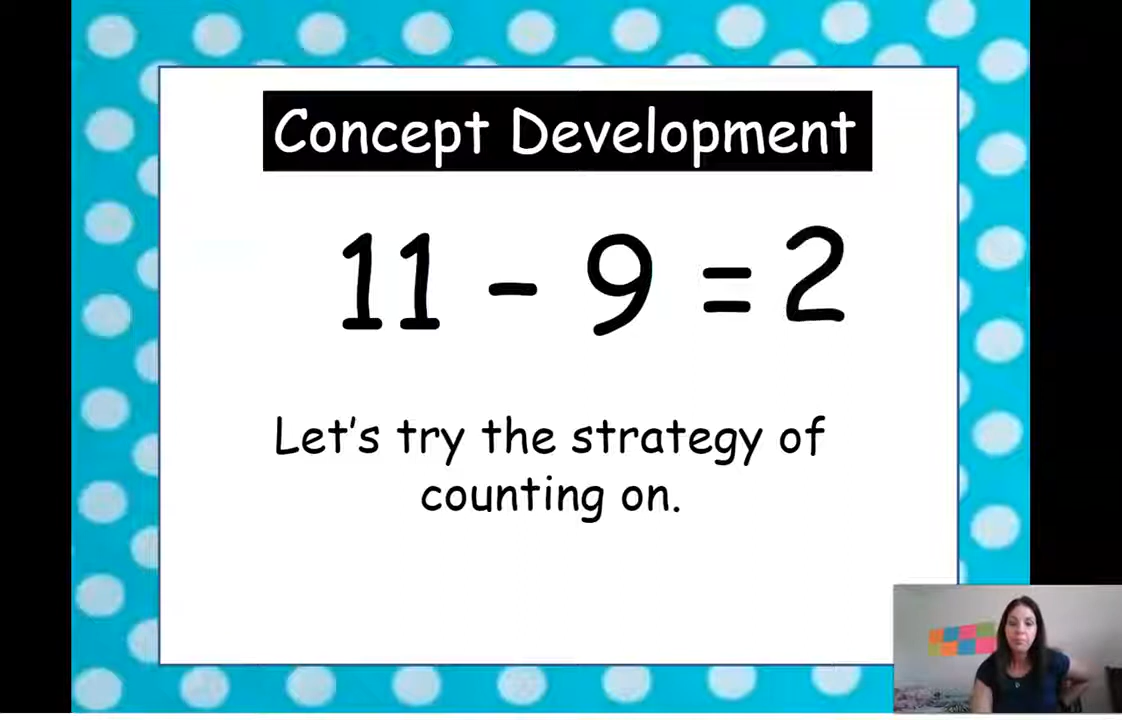 Concept Development
11 - 9 = 2
Let's try the strategy of
counting on.